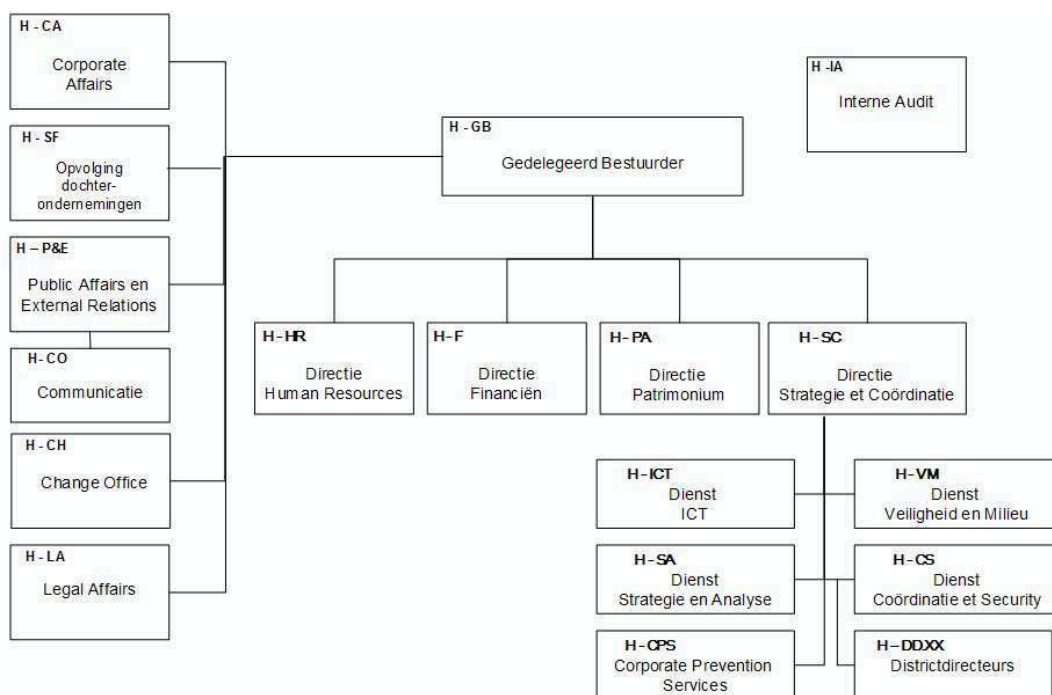 H - CA
Corporate
Affairs
H - SF
Opvolging
dochter-
ondernemingen
H – P&E
Public Affairs en
External Relations
H - CO
Communicatie
H - CH
Change Office
H - LA
Legal Affairs
H -IA
Interne Audit
H - GB
Gedelegeerd Bestuurder
H - HR
Directie
Human Resources
H - F
Directie
Financiën
H - PA
Directie
Patrimonium
H - SC
Directie
Strategie et Coördinatie
H - ICT
Dienst
ICT
H - VM
Dienst
Veiligheid en Milieu
H - SA
Dienst
Strategie en Analyse
H - CS
Dienst
Coördinatie et Security
H - CPS
Corporate Prevention
Services
H – DD.XX
Districtdirecteurs